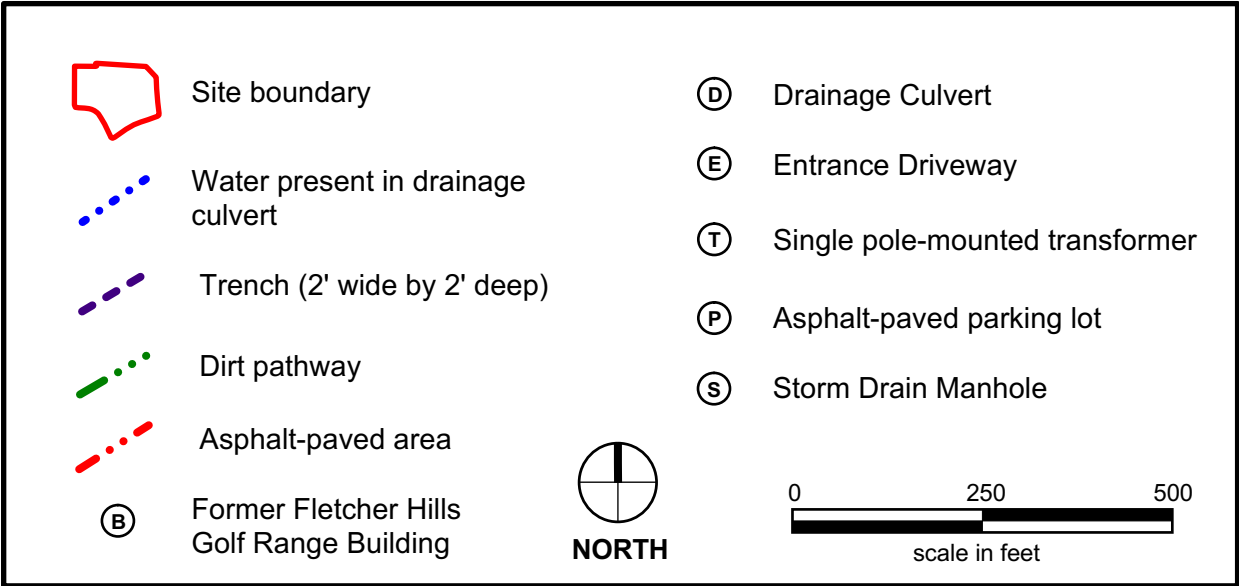 Site boundary
Water present in drainage
culvert
Trench (2' wide by 2' deep)
Dirt pathway
Asphalt-paved area
B
Former Fletcher Hills
Golf Range Building
D
Drainage Culvert
E
Entrance Driveway
T
Single pole-mounted transformer
P
Asphalt-paved parking lot
S
Storm Drain Manhole
NORTH
0 250 500
scale in feet